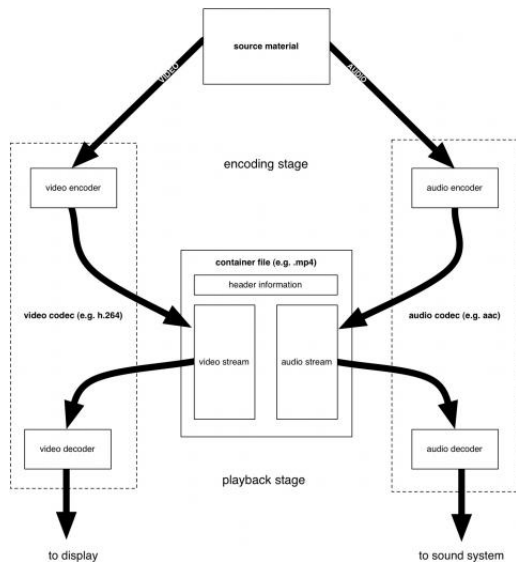 source material
VIDEO
AUDIO
encoding stage
video encoder
audio encoder
container file (e.g. .mp4)
header information
video codec (e.g. h.264)
audio codec (e.g. aac)
video stream
audio stream
video decoder
audio decoder
playback stage
to display
to sound system